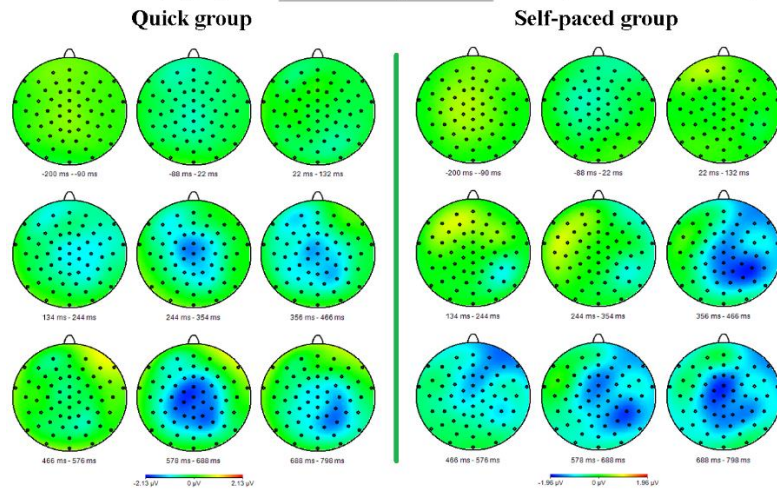 Quick group
Self-paced group
-200 ms - -90 ms
-88 ms - 22 ms
22 ms - 132 ms
-200 ms - -90 ms
-88 ms - 22 ms
22 ms - 132 ms
134 ms - 244 ms
244 ms - 354 ms
356 ms - 466 ms
134 ms - 244 ms
244 ms - 354 ms
356 ms - 466 ms
466 ms - 576 ms
578 ms - 688 ms
688 ms - 798 ms
466 ms - 576 ms
578 ms - 688 ms
688 ms - 798 ms
-2.13 µV
0 µV
2.13 µV
-1.96 µV
0 µV
1.96 µV